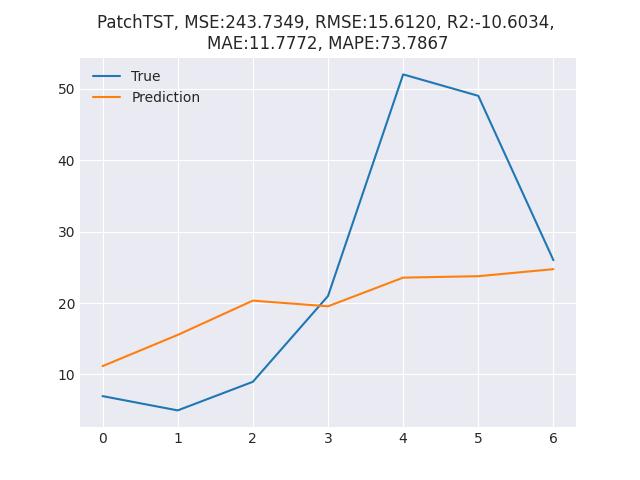 PatchTST, MSE:243.7349, RMSE:15.6120, R2:-10.6034,
MAE:11.7772, MAPE:73.7867
True
Prediction
50
40
30
20
10
0 1 2 3 4 5 6